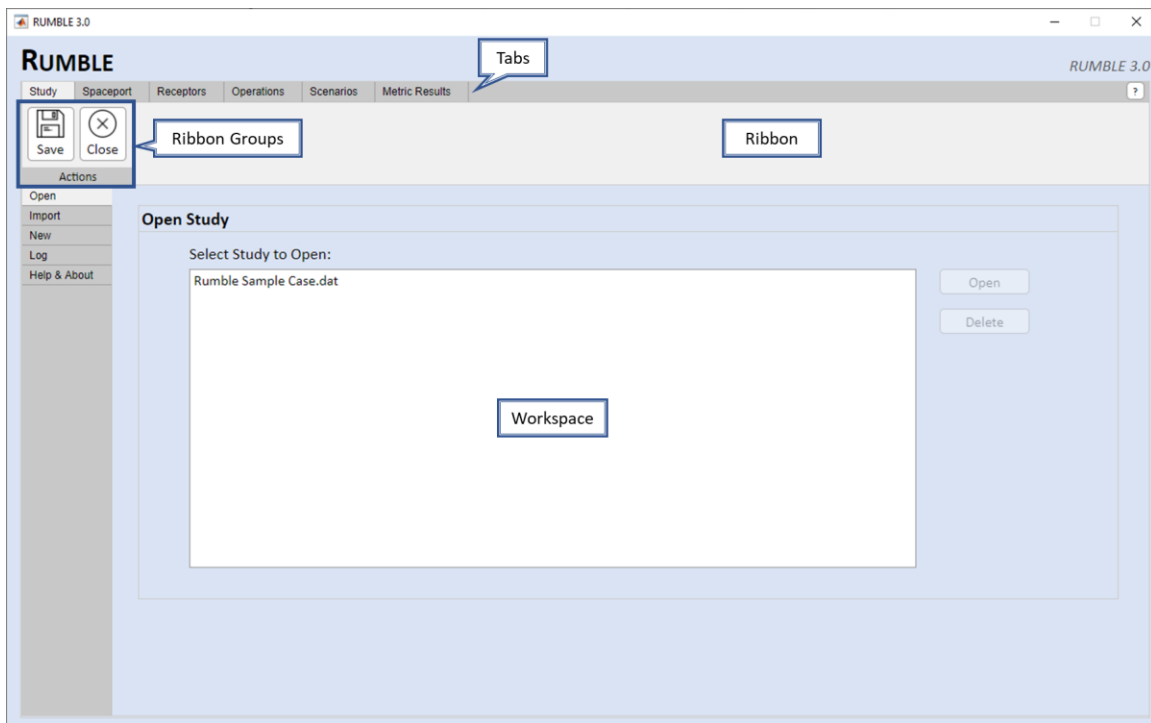 RUMBLE 3.0
RUMBLE
Tabs
RUMBLE 3.0
Study Spaceport Receptors Operations Scenarios Metric Results ?
Save Close
Ribbon Groups
Ribbon
Actions
Open
Import
New
Log
Help & About
Open Study
Select Study to Open:
Rumble Sample Case.dat
Open
Delete
Workspace